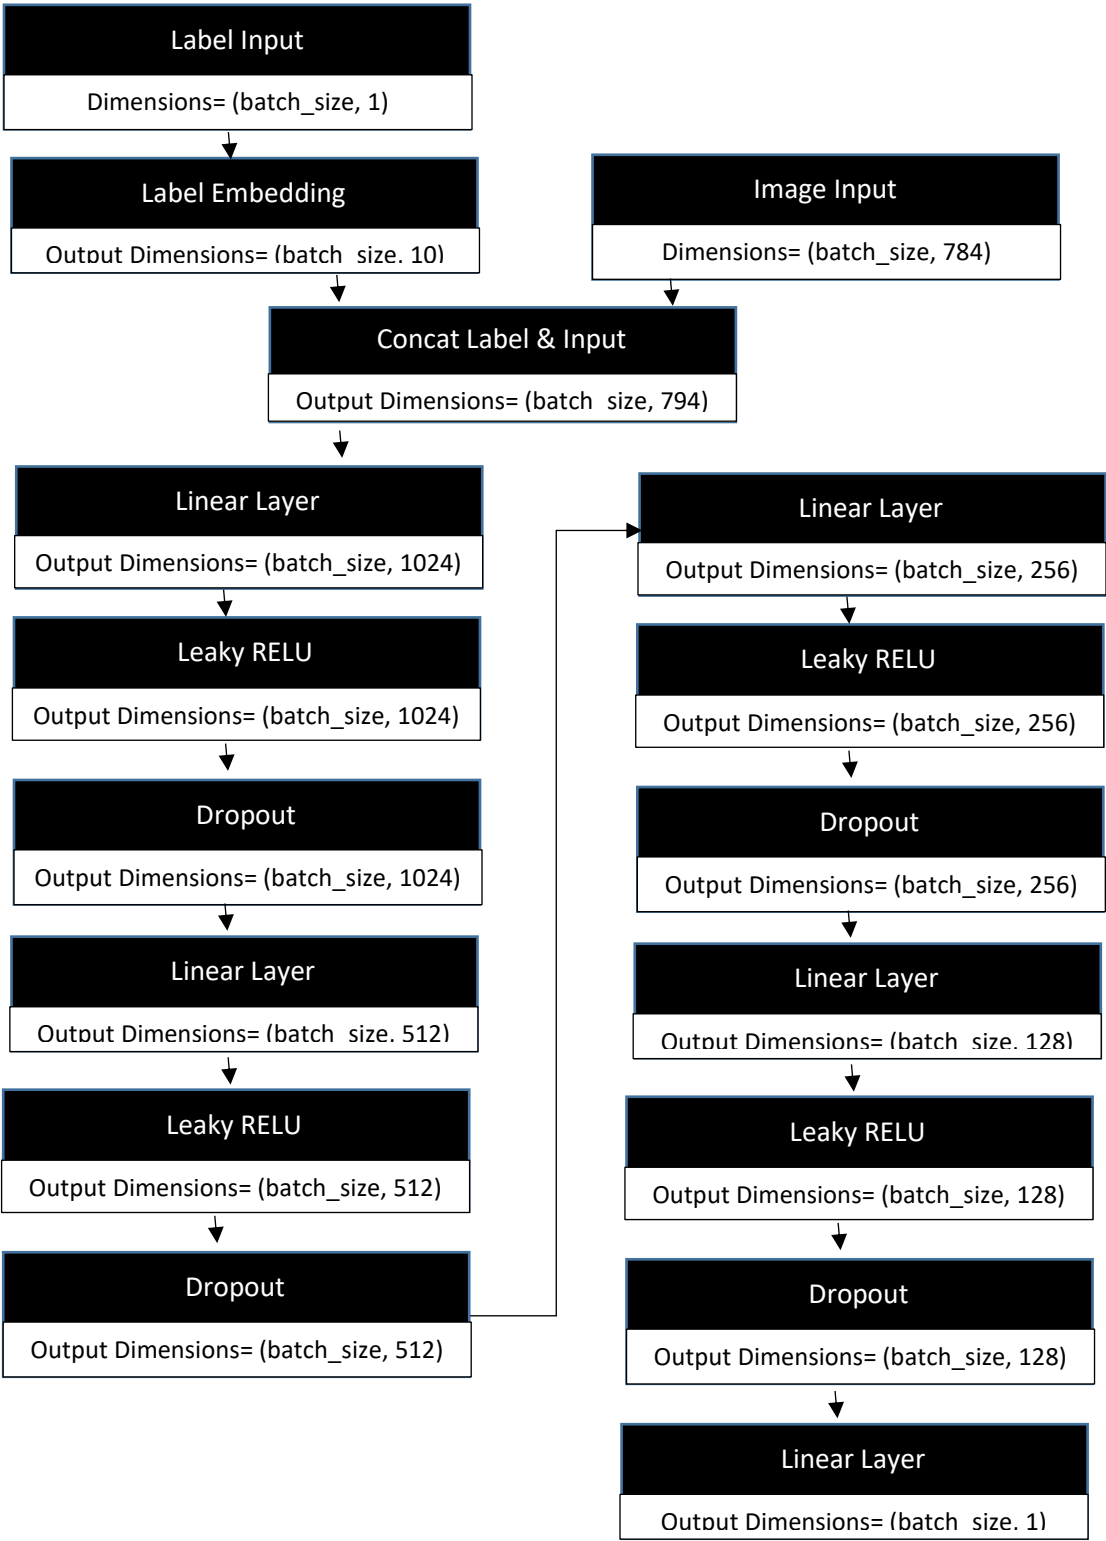 Label Input
Dimensions= (batch_size, 1)
Label Embedding
Output Dimensions= (batch_size, 10)
Image Input
Dimensions= (batch_size, 784)
Concat Label & Input
Output Dimensions= (batch_size, 794)
Linear Layer
Output Dimensions= (batch_size, 1024)
Leaky RELU
Output Dimensions= (batch_size, 1024)
Dropout
Output Dimensions= (batch_size, 1024)
Linear Layer
Output Dimensions= (batch_size, 512)
Leaky RELU
Output Dimensions= (batch_size, 512)
Dropout
Output Dimensions= (batch_size, 512)
Linear Layer
Output Dimensions= (batch_size, 256)
Leaky RELU
Output Dimensions= (batch_size, 256)
Dropout
Output Dimensions= (batch_size, 256)
Linear Layer
Output Dimensions= (batch_size, 128)
Leaky RELU
Output Dimensions= (batch_size, 128)
Dropout
Output Dimensions= (batch_size, 128)
Linear Layer
Output Dimensions= (batch_size, 1)